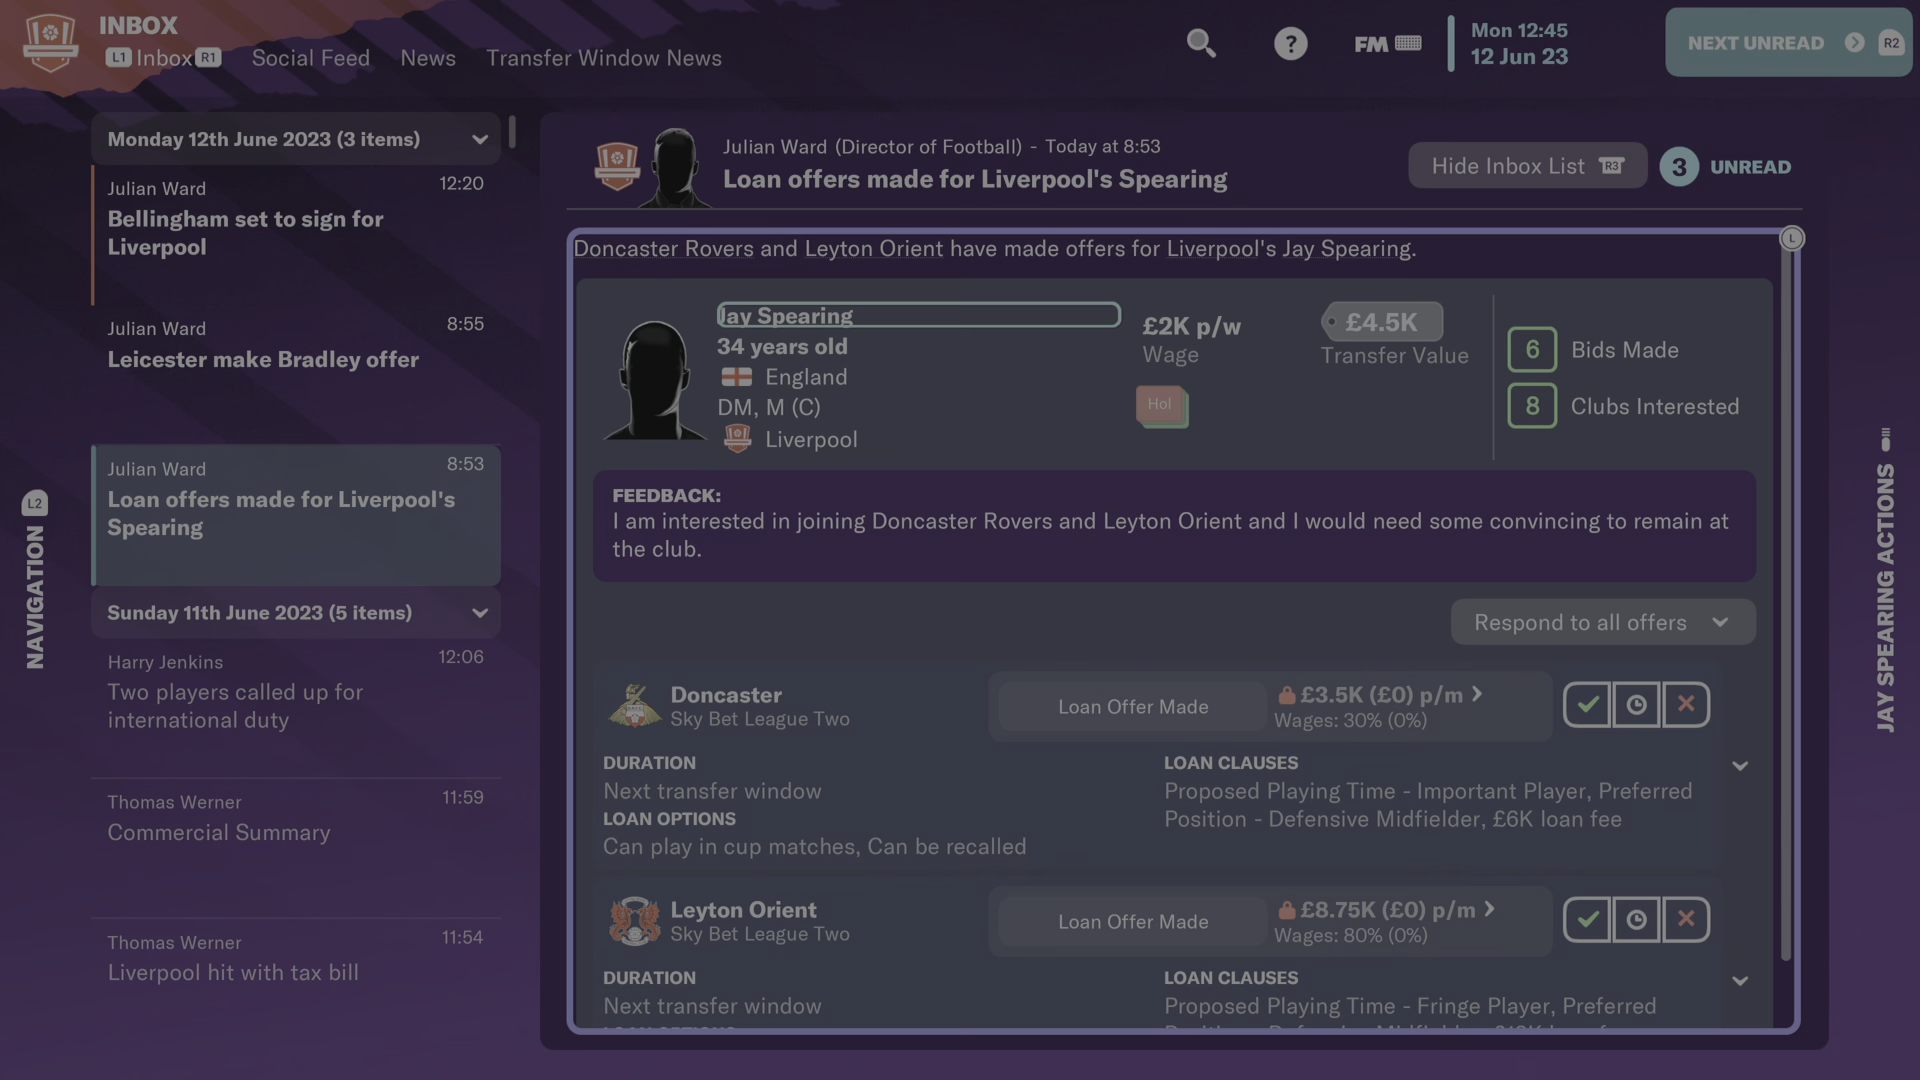 INBOX
L1 Inbox R1 Social Feed News Transfer Window News
? FM
Mon 12:45
12 Jun 23
NEXT UNREAD R2
Monday 12th June 2023 (3 items)
Julian Ward 12:20
Bellingham set to sign for
Liverpool
Julian Ward 8:55
Leicester make Bradley offer
Julian Ward 8:53
Loan offers made for Liverpool's
Spearing
Sunday 11th June 2023 (5 items)
Harry Jenkins 12:06
Two players called up for
international duty
Thomas Werner 11:59
Commercial Summary
Thomas Werner 11:54
Liverpool hit with tax bill
NAVIGATION L2
Julian Ward (Director of Football) - Today at 8:53
Loan offers made for Liverpool's Spearing
Hide Inbox List R3
3 UNREAD
L
Doncaster Rovers and Leyton Orient have made offers for Liverpool's Jay Spearing.
Jay Spearing
34 years old
England
DM, M (C)
Liverpool
£2K p/w
Wage
Hol
£4.5K
Transfer Value
6 Bids Made
8 Clubs Interested
FEEDBACK:
I am interested in joining Doncaster Rovers and Leyton Orient and I would need some convincing to remain at
the club.
Respond to all offers
Doncaster
Sky Bet League Two
Loan Offer Made
£3.5K (£0) p/m
Wages: 30% (0%)
DURATION
Next transfer window
LOAN OPTIONS
Can play in cup matches, Can be recalled
LOAN CLAUSES
Proposed Playing Time - Important Player, Preferred
Position - Defensive Midfielder, £6K loan fee
Leyton Orient
Sky Bet League Two
Loan Offer Made
£8.75K (£0) p/m
Wages: 80% (0%)
DURATION
Next transfer window
LOAN CLAUSES
Proposed Playing Time - Fringe Player, Preferred
JAY SPEARING ACTIONS